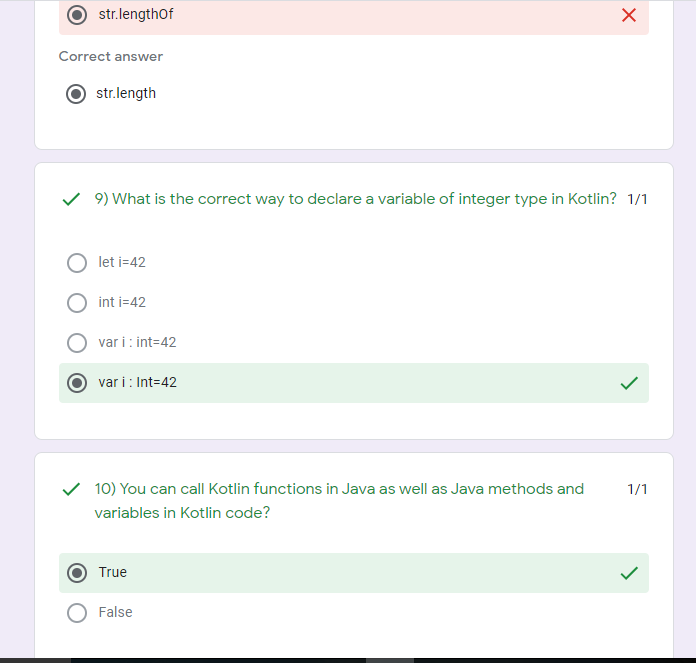 str.lengthOf
Correct answer
str.length
9) What is the correct way to declare a variable of integer type in Kotlin? 1/1
let i=42
int i=42
var i : int=42
var i : Int=42
10) You can call Kotlin functions in Java as well as Java methods and 1/1
variables in Kotlin code?
True
False